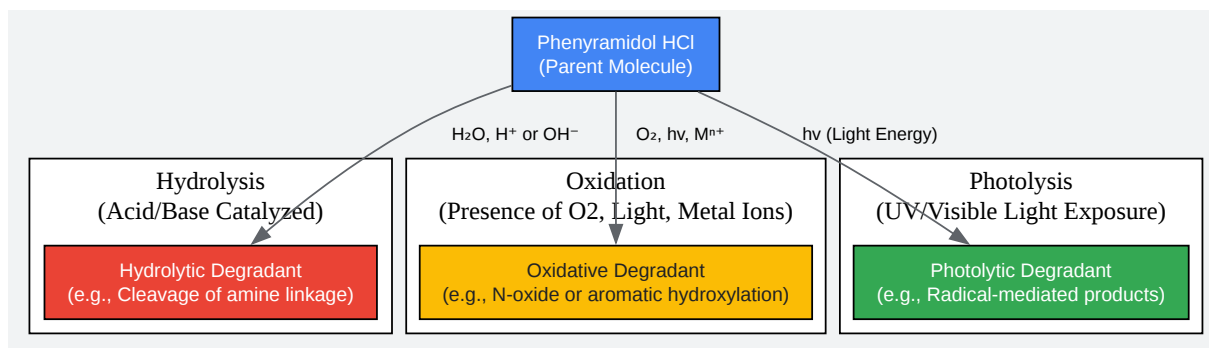 Phenyramidol HCl
(Parent Molecule)
H₂O, H⁺ or OH⁻
O₂, hv, Mⁿ⁺
hv (Light Energy)
Hydrolysis
(Acid/Base Catalyzed)
Oxidation
(Presence of O2, Light, Metal Ions)
Photolysis
(UV/Visible Light Exposure)
Hydrolytic Degradant
(e.g., Cleavage of amine linkage)
Oxidative Degradant
(e.g., N-oxide or aromatic hydroxylation)
Photolytic Degradant
(e.g., Radical-mediated products)